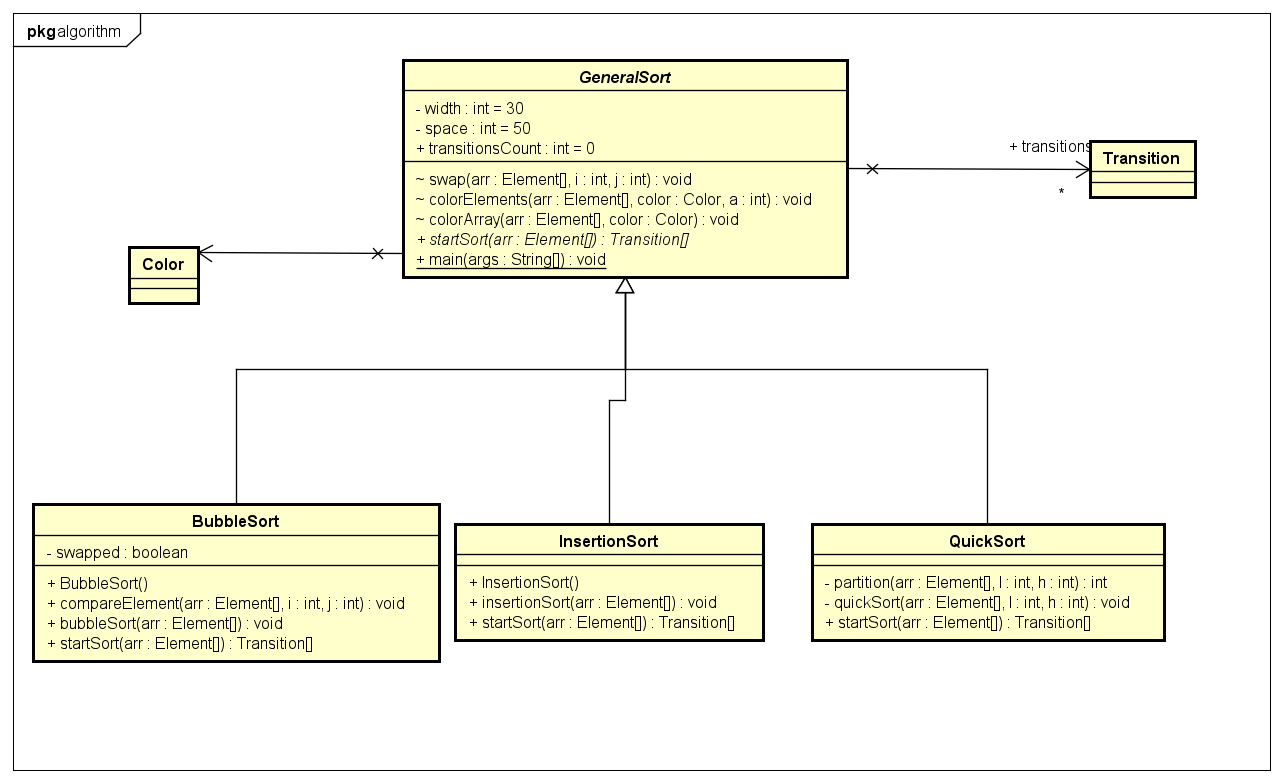 pkg algorithm
GeneralSort
- width : int = 30
- space : int = 50
+ transitionsCount : int = 0
~ swap(arr : Element[], i : int, j : int) : void
~ colorElements(arr : Element[], color : Color, a : int) : void
~ colorArray(arr : Element[], color : Color) : void
+ startSort(arr : Element[]) : Transition[]
+ main(args : String[]) : void
+ transitions
*
Transition
Color
BubbleSort
- swapped : boolean
+ BubbleSort()
+ compareElement(arr : Element[], i : int, j : int) : void
+ bubbleSort(arr : Element[]) : void
+ startSort(arr : Element[]) : Transition[]
InsertionSort
+ InsertionSort()
+ insertionSort(arr : Element[]) : void
+ startSort(arr : Element[]) : Transition[]
QuickSort
- partition(arr : Element[], l : int, h : int) : int
- quickSort(arr : Element[], l : int, h : int) : void
+ startSort(arr : Element[]) : Transition[]